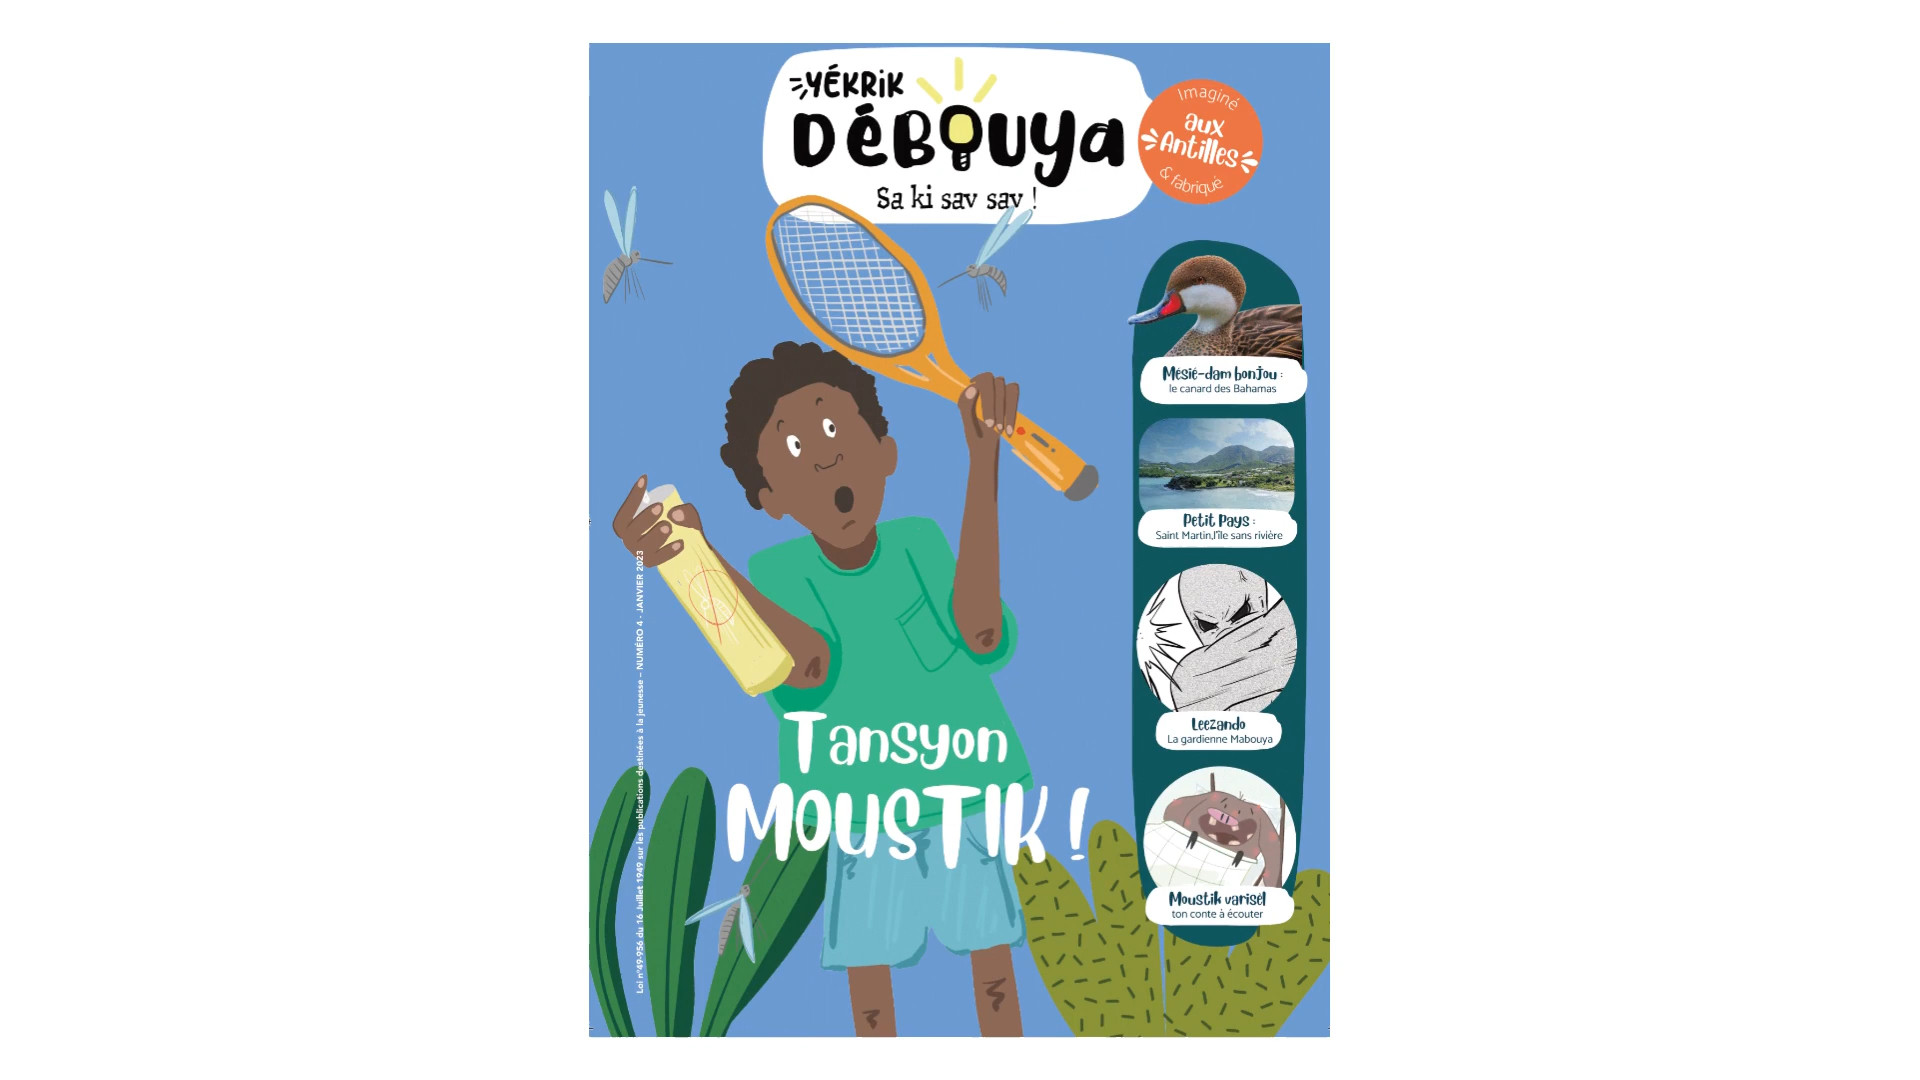 YÉKRiK
DÉBOUYa
Sa ki sav sav !
Imaginé
aux
Antilles
& fabriqué
Mésié-dam bonjou :
le canard des Bahamas
Petit Pays :
Saint Martin,l'île sans rivière
Leezando
La gardienne Mabouya
Moustik varisèl
ton conte à écouter
Tansyon
MOUSTIK !
Loi n°49-956 du 16 Juillet 1949 sur les publications destinées à la jeunesse – NUMÉRO 4 - JANVIER 2023